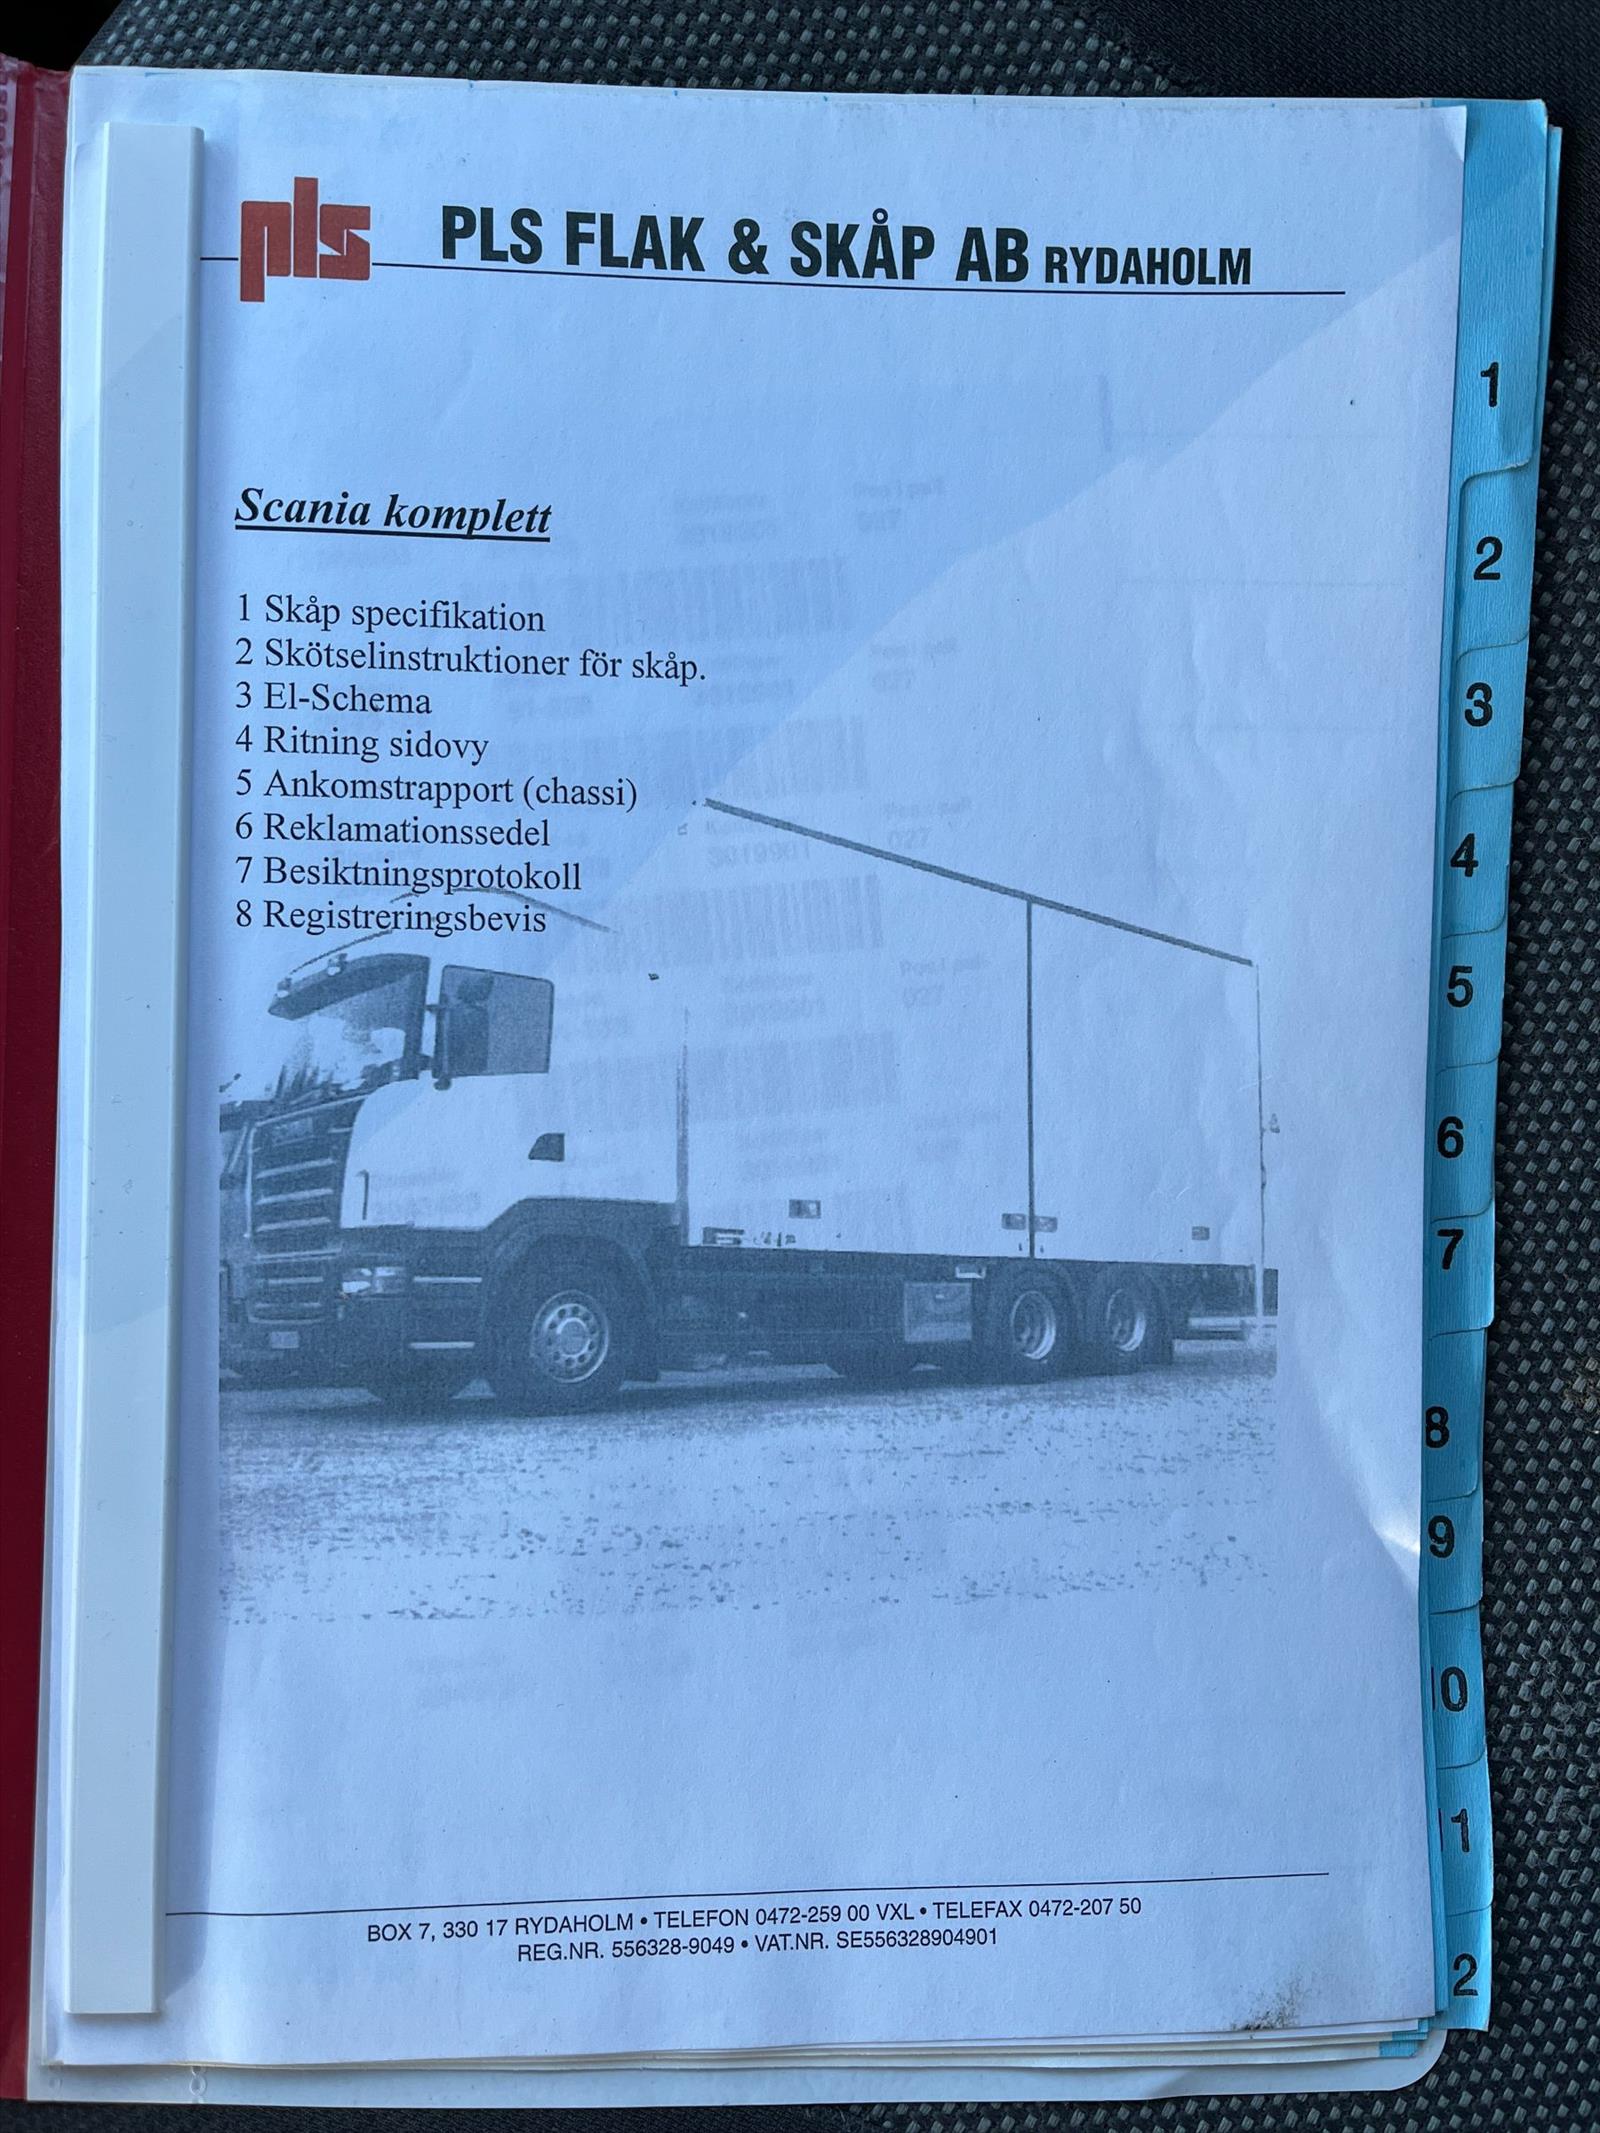 pls
PLS FLAK & SKÅP AB RYDAHOLM
Scania komplett
1 Skåp specifikation
2 Skötselinstruktioner för skåp.
3 El-Schema
4 Ritning sidovy
5 Ankomstrapport (chassi)
6 Reklamationssedel
7 Besiktningsprotokoll
8 Registreringsbevis
BOX 7, 330 17 RYDAHOLM • TELEFON 0472-259 00 VXL • TELEFAX 0472-207 50
REG.NR. 556328-9049 • VAT.NR. SE556328904901
1
2
3
4
5
6
7
8
9
10
11
2